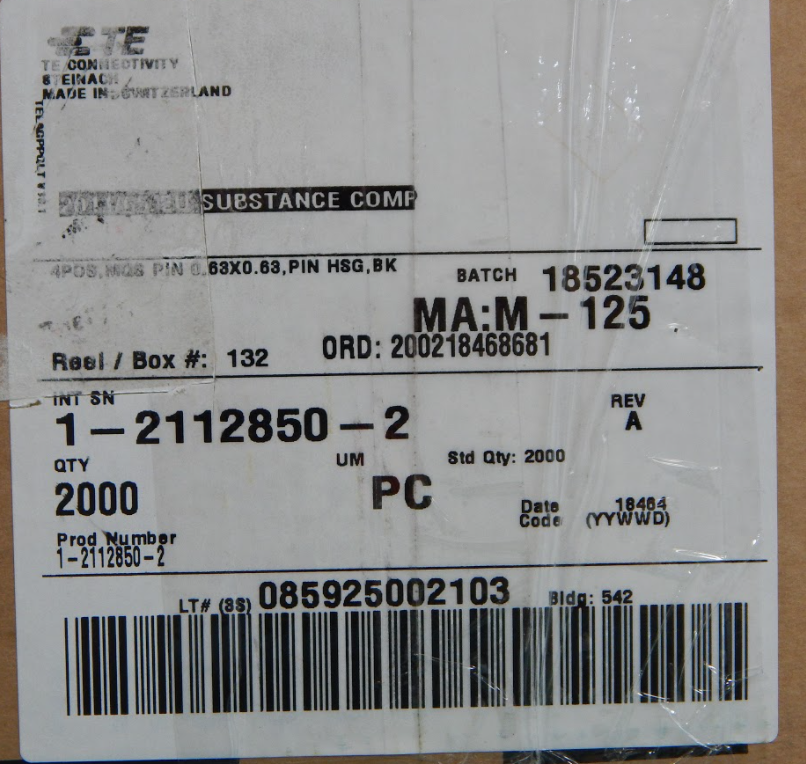 TE
TE CONNECTIVITY
STEINACH
MADE IN SWITZERLAND
SUBSTANCE COMP
4POS,MQS PIN 0.63X0.63,PIN HSG,BK
BATCH 18523148
MA:M-125
Reel / Box #: 132 ORD: 200218468681
INT SN
1-2112850-2
REV
A
QTY UM Std Qty: 2000
2000 PC
Date Code 18464 (YYWWD)
Prod Number
1-2112850-2
LT# (8S) 085925002103 Bldg: 542